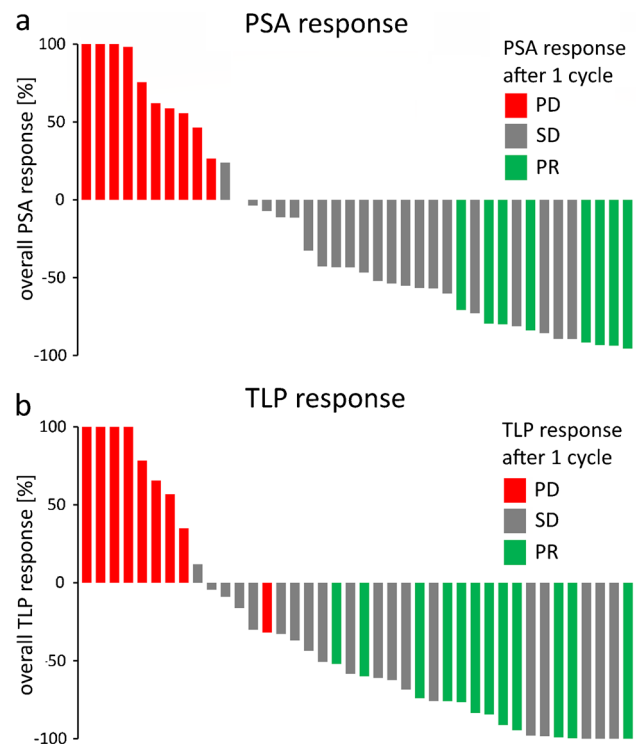 a
PSA response
PSA response
after 1 cycle
PD
SD
PR
overall PSA response [%]
100
50
0
-50
-100
b
TLP response
TLP response
after 1 cycle
PD
SD
PR
overall TLP response [%]
100
50
0
-50
-100